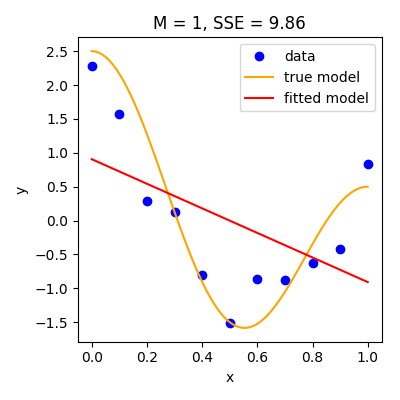 M = 1, SSE = 9.86
data
true model
fitted model
2.5
2.0
1.5
1.0
0.5
0.0
−0.5
−1.0
−1.5
y
0.0 0.2 0.4 0.6 0.8 1.0
x